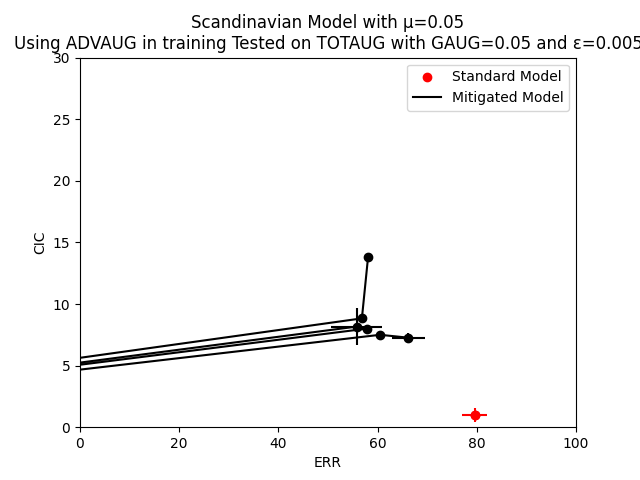 Scandinavian Model with μ=0.05
Using ADVAUG in training Tested on TOTAUG with GAUG=0.05 and ε=0.005
30
25
20
15
10
5
0
CIC
Standard Model
Mitigated Model
0 20 40 60 80 100
ERR